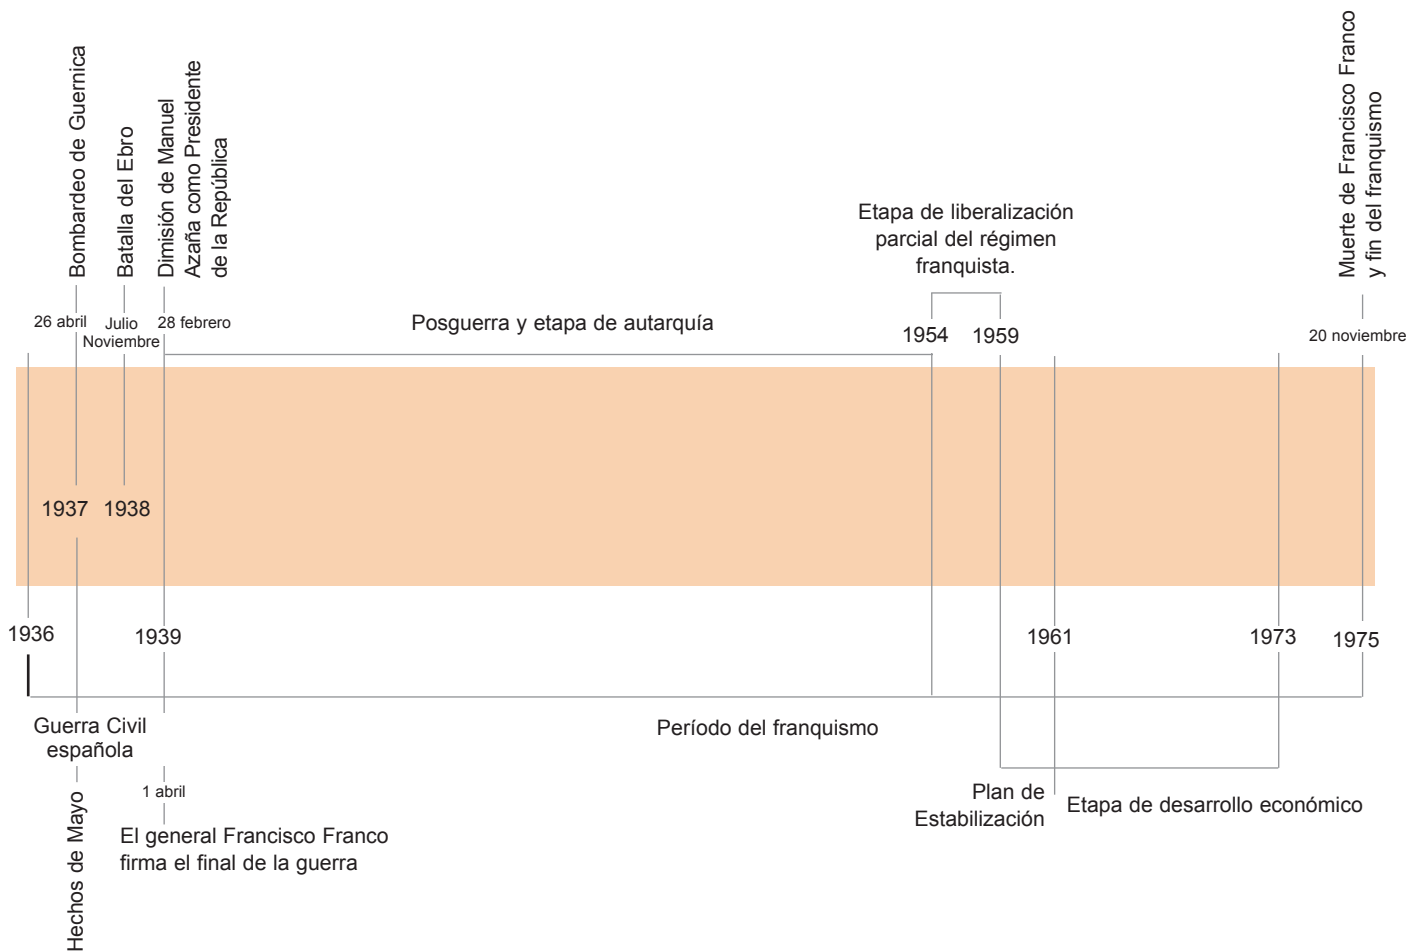 Bombardeo de Guernica
Batalla del Ebro
Dimisión de Manuel
Azaña como Presidente
de la República
Muerte de Francisco Franco
y fin del franquismo
Etapa de liberalización
parcial del régimen
franquista.
26 abril
Julio
Noviembre
28 febrero
Posguerra y etapa de autarquía
1954
1959
20 noviembre
1937
1938
1936
1939
1961
1973
1975
Guerra Civil
española
Período del franquismo
1 abril
Hechos de Mayo
El general Francisco Franco
firma el final de la guerra
Plan de
Estabilización
Etapa de desarrollo económico